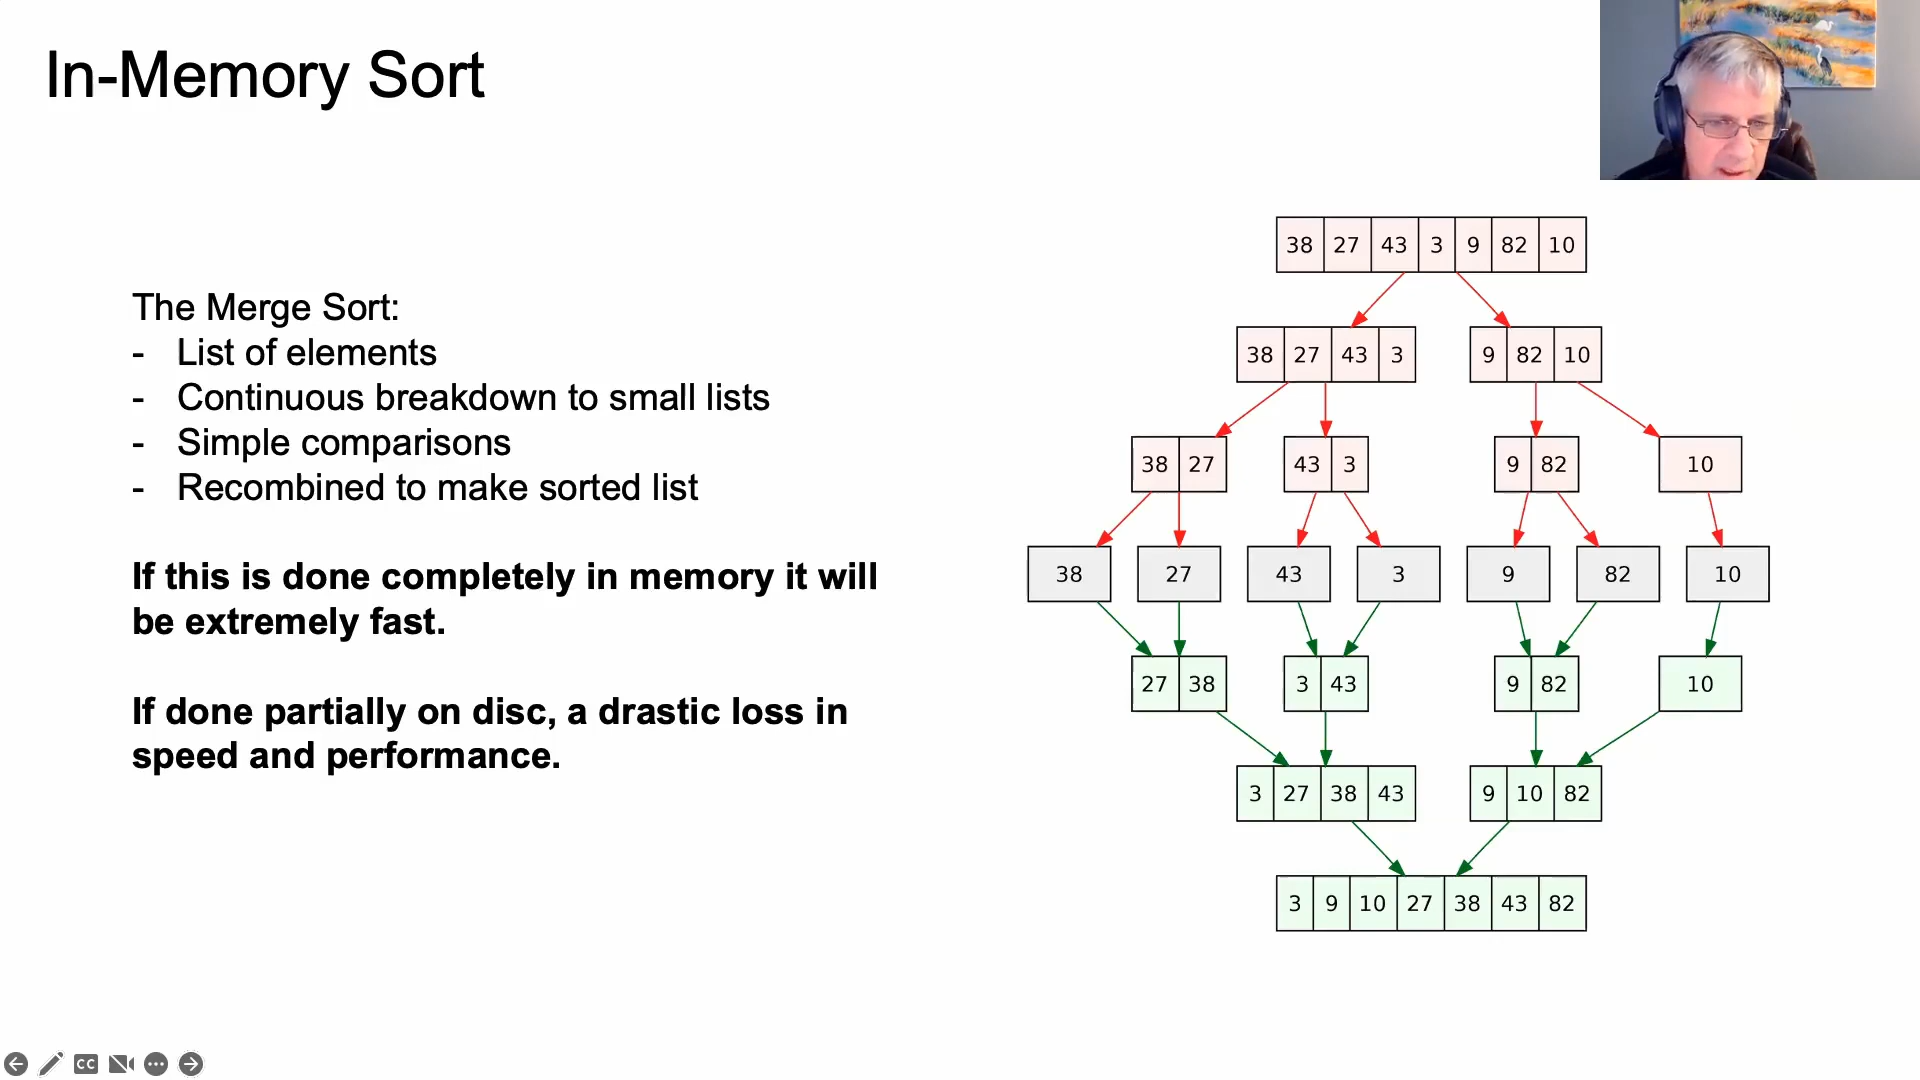 In-Memory Sort
The Merge Sort:
- List of elements
- Continuous breakdown to small lists
- Simple comparisons
- Recombined to make sorted list
If this is done completely in memory it will
be extremely fast.
If done partially on disc, a drastic loss in
speed and performance.
38 27 43 3 9 82 10
38 27 43 3 9 82 10
38 27 43 3 9 82 10
38 27 43 3 9 82 10
27 38 3 43 9 82 10
3 27 38 43 9 10 82
3 9 10 27 38 43 82
CC